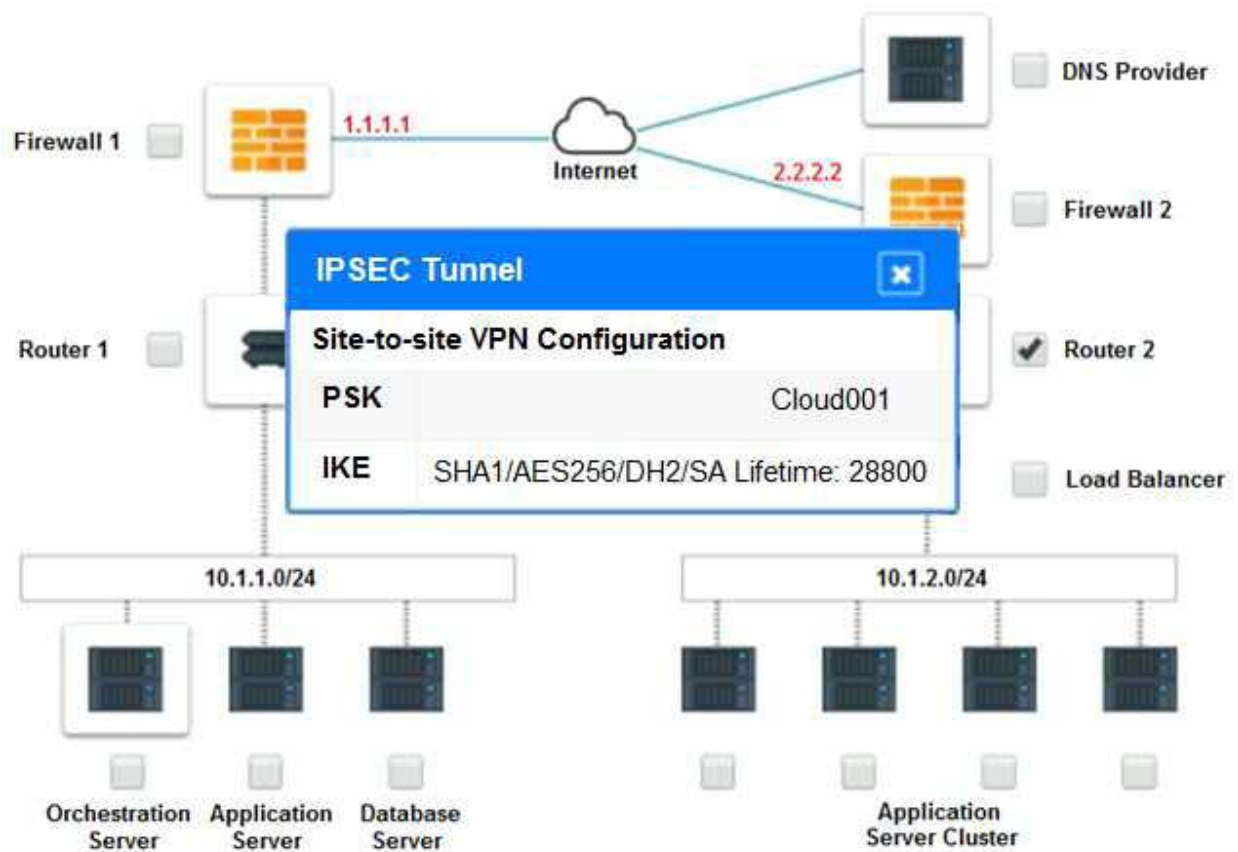 DNS Provider
Firewall 1
1.1.1.1
Internet
2.2.2.2
Firewall 2
IPSEC Tunnel
Site-to-site VPN Configuration
PSK Cloud001
IKE SHA1/AES256/DH2/SA Lifetime: 28800
Router 1
Router 2
Load Balancer
10.1.1.0/24
10.1.2.0/24
Orchestration Server
Application Server
Database Server
Application Server Cluster